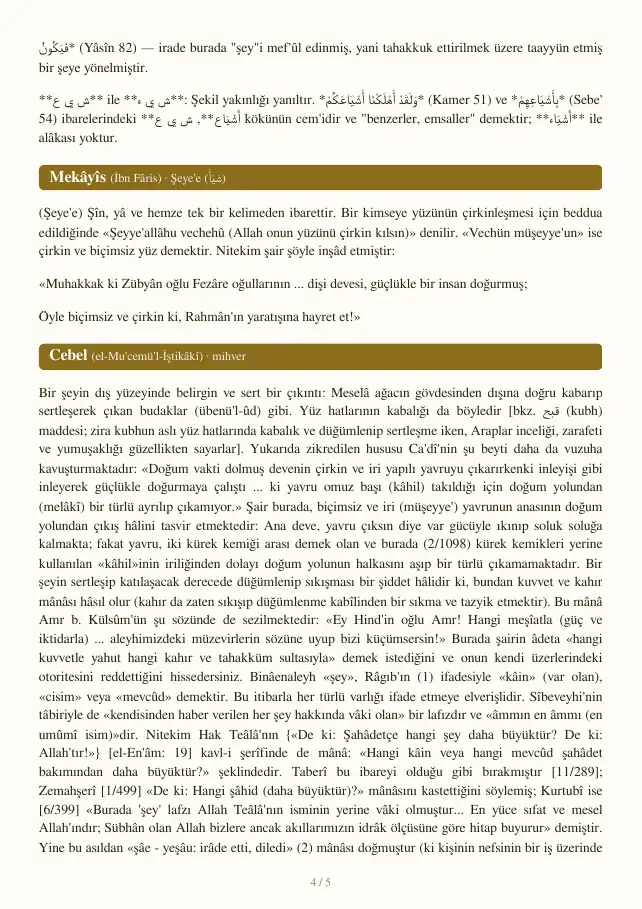 فَيَكُونُ* (Yâsîn 82) — irade burada "şey"i mef'ûl edinmiş, yani tahakkuk ettirilmek üzere taayyün etmiş
bir şeye yönelmiştir.
**ش ي ع** ile **ش ي ء**: Şekil yakınlığı yanıltır. *وَلَقَدْ أَهْلَكْنَا أَشْيَاعَكُمْ* (Kamer 51) ve *بِأَشْيَاعِهِمْ* (Sebe'
54) ibarelerindeki **أَشْيَاع**, ش ي ع kökünün cem'idir ve "benzerler, emsaller" demektir; **أَشْيَاء** ile
alâkası yoktur.
Mekâyîs (İbn Fâris) · Şeye'e (شَيَأَ)
(Şeye'e) Şîn, yâ ve hemze tek bir kelimeden ibarettir. Bir kimseye yüzünün çirkinleşmesi için beddua
edildiğinde «Şeyye'allâhu vechehû (Allah onun yüzünü çirkin kılsın)» denilir. «Vechün müşeyye'un» ise
çirkin ve biçimsiz yüz demektir. Nitekim şair şöyle inşâd etmiştir:
«Muhakkak ki Zübyân oğlu Fezâre oğullarının ... dişi devesi, güçlükle bir insan doğurmuş;
Öyle biçimsiz ve çirkin ki, Rahmân'ın yaratışına hayret et!»
Cebel (el-Mu'cemü'l-İştikâkî) · mihver
Bir şeyin dış yüzeyinde belirgin ve sert bir çıkıntı: Meselâ ağacın gövdesinden dışına doğru kabarıp
sertleşerek çıkan budaklar (übenü'l-ûd) gibi. Yüz hatlarının kabalığı da böyledir [bkz. قبح (kubh)
maddesi; zira kubhun aslı yüz sayarlarında kabalık ve düğümlenip sertleşme iken, Araplar inceliği, zarafeti
ve yumuşaklığı güzellikten sayarlar]. Yukarıda zikredilen hususu Ca'dî'nin şu beyti daha da vuzuha
kavuşturmaktadır: «Doğum vakti dolmuş devenin çirkin ve iri yapılı yavruyu çıkarırkenki inleyişi gibi
inleyerek güçlükle doğurmaya çalıştı ... ki yavru omuz başı (kâhil) takıldığı için doğum yolundan
(melâkî) bir türlü ayrılıp çıkamıyor.» Şair burada, biçimsiz ve iri (müşeyye') yavrunun anasının doğum
yolundan çıkış hâlini tasvir etmektedir: Ana deve, yavru çıksın diye var gücüyle ıkınıp soluk soluğa
kalmakta; fakat yavru, iki kürek kemiği arası demek olan ve burada (2/1098) kürek kemikleri yerine
kullanılan «kâhil»inin iriliğinden dolayı doğum yolunun halkasını aşıp bir türlü çıkamamaktadır. Bir
şeyin sertleşip katılaşacak derecede düğümlenip sıkışması bir şiddet hâlidir ki, bundan kuvvet ve kahır
mânâsı hâsıl olur (kahır da zaten sıkışıp düğümlenme kabîlinden bir sıkma ve tazyik etmektir). Bu mânâ
Amr b. Külsûm'ün şu sözünde de sezilmektedir: «Ey Hind'in oğlu Amr! Hangi meşîatla (güç ve
iktidarla) ... aleyhimizdeki müzevirlerin sözüne uyup bizi küçümsersin!» Burada şairin âdeta «hangi
kuvvetle yahut hangi kahır ve tahakküm sultasıyla» demek istediğini ve onun kendi üzerlerindeki
otoritesini reddettiğini hissedersiniz. Binâenaleyh «şey», Râgıb'ın (1) ifadesiyle «kâin» (var olan),
«cisim» veya «mevcûd» demektir. Bu itibarla her türlü varlığı ifade etmeye elverişlidir. Sîbeveyhi'nin
tâbiriyle de «kendisinden haber verilen her şey hakkında vâki olan» bir lafızdır ve «âmmın en âmmı (en
umûmî isim)»dir. Nitekim Hak Teâlâ'nın {«De ki: Şahâdetçe hangi şey daha büyüktür? De ki:
Allah'tır!»} [el-En'âm: 19] kavl-i şerîfinde de mânâ: «Hangi kâin veya hangi mevcûd şahâdet
bakımından daha büyüktür?» şeklindedir. Taberî bu ibareyi olduğu gibi bırakmıştır [11/289];
Zemahşerî [1/499] «De ki: Hangi şâhid (daha büyüktür)?» mânâsını kastettiğini söylemiş; Kurtubî ise
[6/399] «Burada 'şey' lafzı Allah Teâlâ'nın isminin yerine vâki olmuştur... En yüce sıfat ve mesel
Allah'ındır; Sübhân olan Allah bizlere ancak akıllarımızın idrâk ölçüsüne göre hitap buyurur» demiştir.
Yine bu asıldan «şâe - yeşâu: irâde etti, diledi» (2) mânâsı doğmuştur (ki kişinin nefsinin bir iş üzerinde
4 / 5